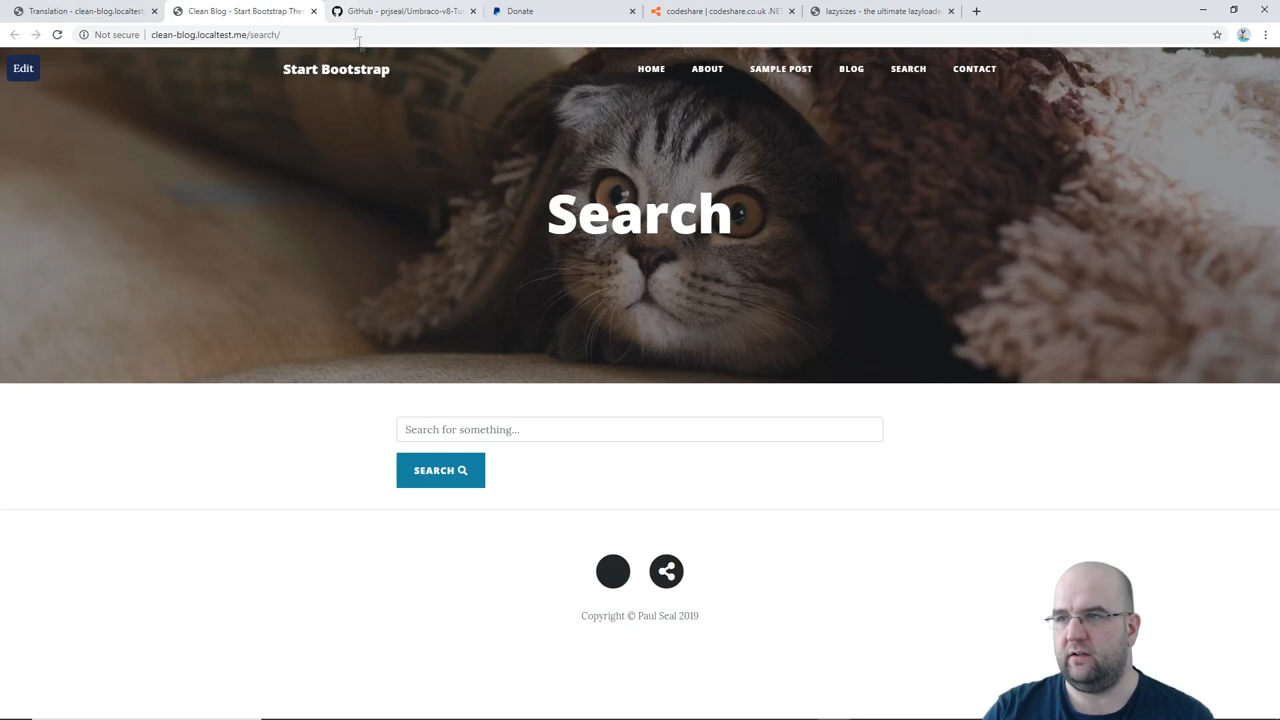 Translation - clean-blog.localtest
Clean Blog - Start Bootstrap The
GitHub - prjseal/Umbraco-v8-Tut
Donate
codeshare | codeshare.co.uk .NET
lazysizes - the ultimate lazyloade
Not secure
clean-blog.localtest.me/search/
Edit
Start Bootstrap
HOME
ABOUT
SAMPLE POST
BLOG
SEARCH
CONTACT
Search
Search for something...
SEARCH
Copyright © Paul Seal 2019